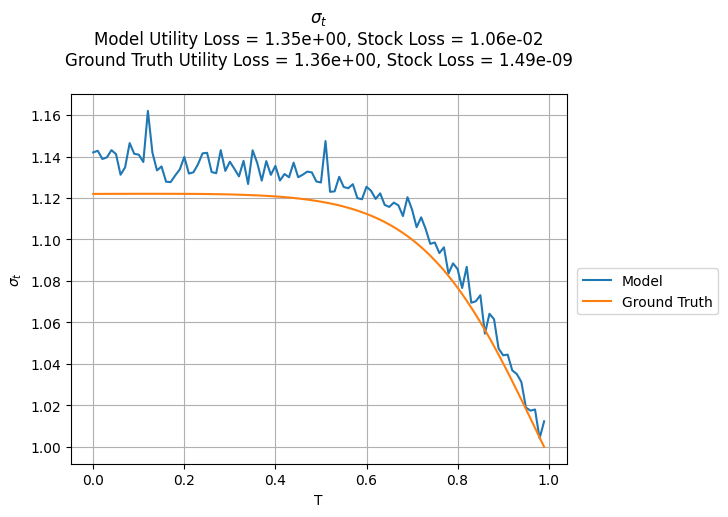 σt
Model Utility Loss = 1.35e+00, Stock Loss = 1.06e-02
Ground Truth Utility Loss = 1.36e+00, Stock Loss = 1.49e-09
1.16
1.14
1.12
1.10
1.08
1.06
1.04
1.02
1.00
σt
0.0 0.2 0.4 0.6 0.8 1.0
T
Model
Ground Truth